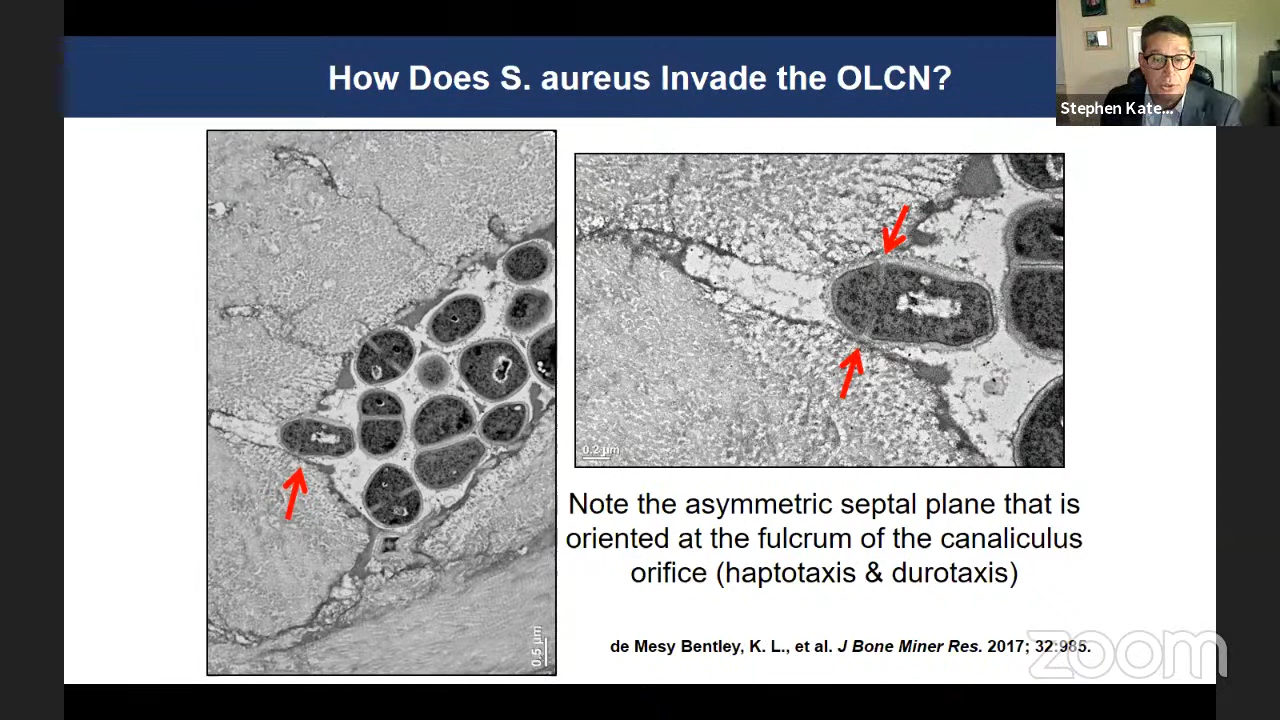 How Does S. aureus Invade the OLCN?
Stephen Kate...
0.2 µm
0.5 µm
Note the asymmetric septal plane that is
oriented at the fulcrum of the canaliculus
orifice (haptotaxis & durotaxis)
de Mesy Bentley, K. L., et al. J Bone Miner Res. 2017; 32:985.
zoom